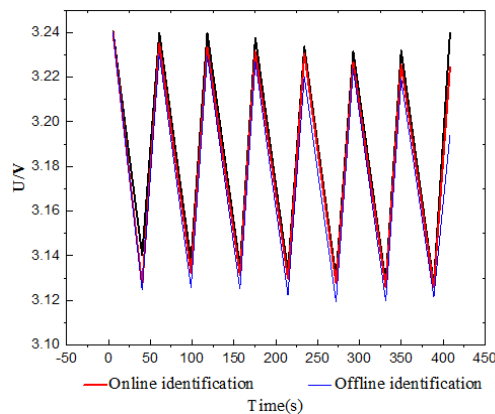 3.24
3.22
3.20
3.18
3.16
3.14
3.12
3.10
U/V
-50 0 50 100 150 200 250 300 350 400 450
Online identification Offline identification
Time(s)